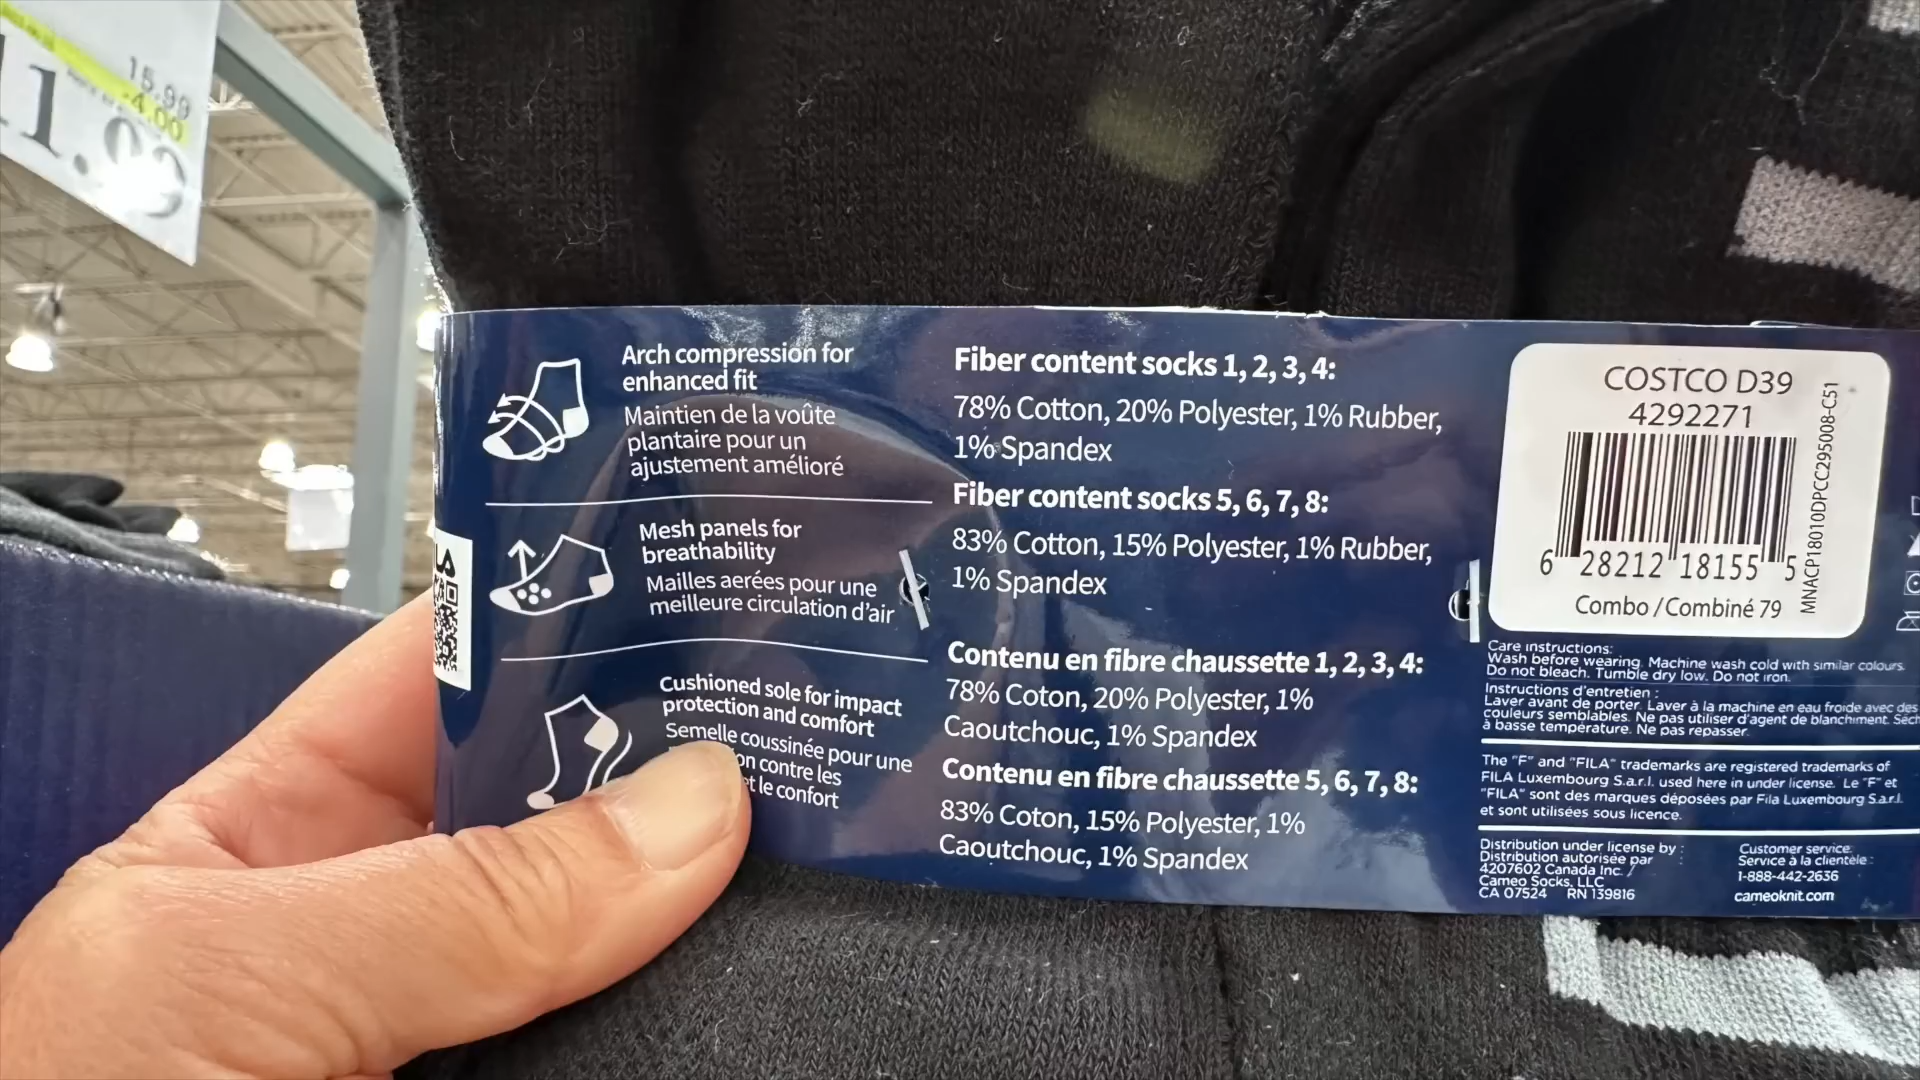 15.99
-4.00
11.99
Arch compression for
enhanced fit
Maintien de la voûte
plantaire pour un
ajustement amélioré
Mesh panels for
breathability
Mailles aerées pour une
meilleure circulation d'air
Cushioned sole for impact
protection and comfort
Semelle coussinée pour une
on contre les
et le confort
Fiber content socks 1, 2, 3, 4:
78% Cotton, 20% Polyester, 1% Rubber,
1% Spandex
Fiber content socks 5, 6, 7, 8:
83% Cotton, 15% Polyester, 1% Rubber,
1% Spandex
Contenu en fibre chaussette 1, 2, 3, 4:
78% Coton, 20% Polyester, 1%
Caoutchouc, 1% Spandex
Contenu en fibre chaussette 5, 6, 7, 8:
83% Coton, 15% Polyester, 1%
Caoutchouc, 1% Spandex
COSTCO D39
4292271
6 28212 18155 5
Combo / Combiné 79
MNACP18010DPCC295008-C51
Care instructions:
Wash before wearing. Machine wash cold with similar colours.
Do not bleach. Tumble dry low. Do not iron.
Instructions d'entretien :
Laver avant de porter. Laver à la machine en eau froide avec des
couleurs semblables. Ne pas utiliser d'agent de blanchiment. Séch
à basse température. Ne pas repasser.
The "F" and "FILA" trademarks are registered trademarks of
FILA Luxembourg S.a.r.l. used here in under license. Le "F" et
"FILA" sont des marques déposées par Fila Luxembourg S.a.r.l.
et sont utilisées sous licence.
Distribution under license by :
Distribution autorisée par :
4207602 Canada Inc. /
Cameo Socks, LLC
CA 07524 RN 139816
Customer service:
Service à la clientèle :
1-888-442-2636
cameoknit.com